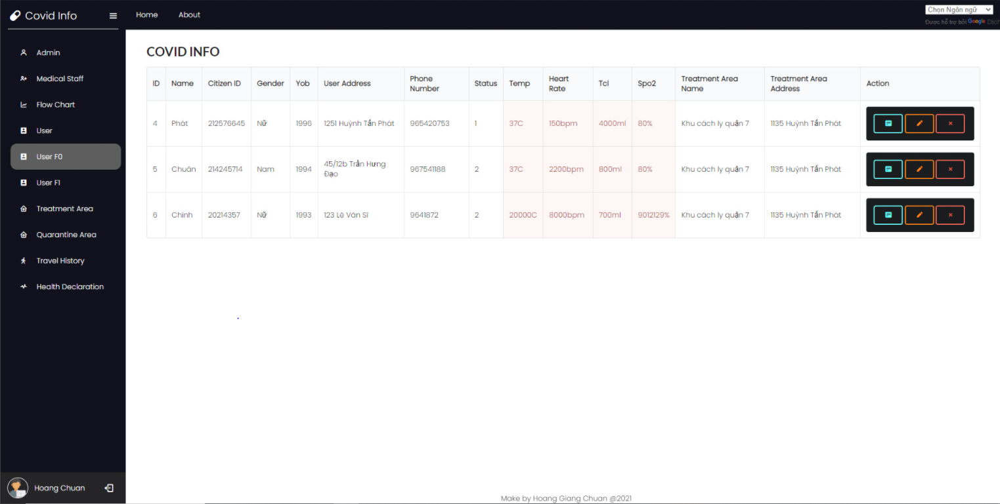 Covid Info
Home About
Chọn Ngôn ngữ
Được hỗ trợ bởi Google Dịch
Admin
Medical Staff
Flow Chart
User
User F0
User F1
Treatment Area
Quarantine Area
Travel History
Health Declaration
Hoang Chuan
COVID INFO
ID Name Citizen ID Gender Yob User Address Phone Number Status Temp Heart Rate Tcl Spo2 Treatment Area Name Treatment Area Address Action
4 Phát 212576645 Nữ 1996 1251 Huỳnh Tấn Phát 965420753 1 37C 150bpm 4000ml 80% Khu cách ly quận 7 1135 Huỳnh Tấn Phát
5 Chuân 214245714 Nam 1994 45/12b Trần Hưng Đạo 967541188 2 37C 2200bpm 800ml 80% Khu cách ly quận 7 1135 Huỳnh Tấn Phát
6 Chinh 20214357 Nữ 1993 123 Lê Văn Sĩ 9641872 2 20000C 8000bpm 700ml 9012129% Khu cách ly quận 7 1135 Huỳnh Tấn Phát
Make by Hoang Giang Chuan @2021